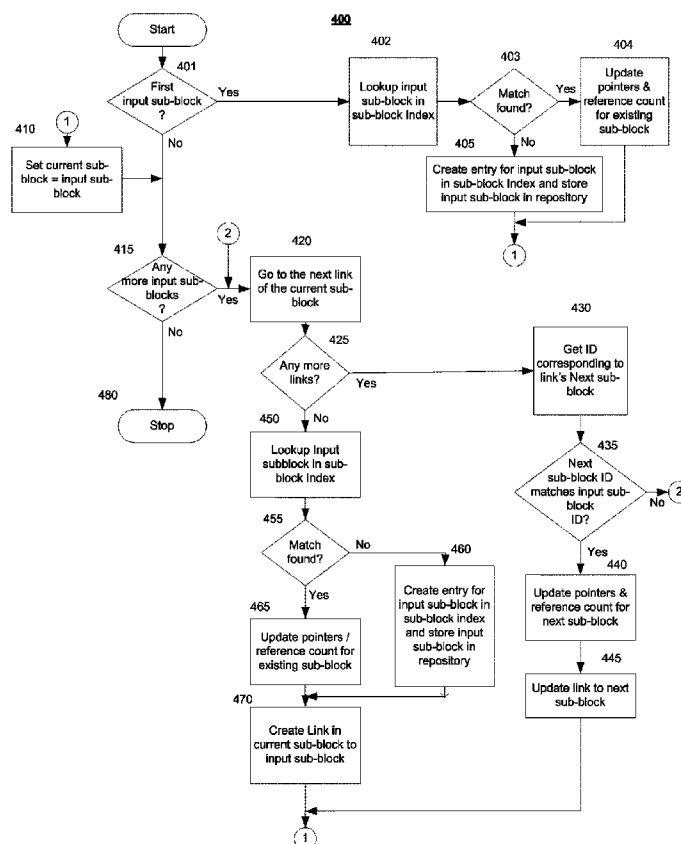 400
Start
401
First
input sub-block
?
Yes
No
402
Lookup input
sub-block in
sub-block Index
403
Match
found?
Yes
No
404
Update
pointers &
reference count
for existing
sub-block
405
Create entry for input sub-block
in sub-block Index and store
input sub-block in repository
1
410
1
Set current sub-
block = input sub-
block
415
Any
more input sub-
blocks
?
Yes
No
2
480
Stop
420
Go to the next link
of the current sub-
block
425
Any more
links?
Yes
No
430
Get ID
corresponding to
link's Next sub-
block
435
Next
sub-block ID
matches input sub-
block
ID?
No
2
Yes
440
Update pointers &
reference count for
next sub-block
445
Update link to next
sub-block
450
Lookup Input
subblock in sub-
block Index
455
Match
found?
No
Yes
460
Create entry for
input sub-block in
sub-block index
and store input
sub-block in
repository
465
Update pointers /
reference count for
existing sub-block
470
Create Link in
current sub-block to
input sub-block
1